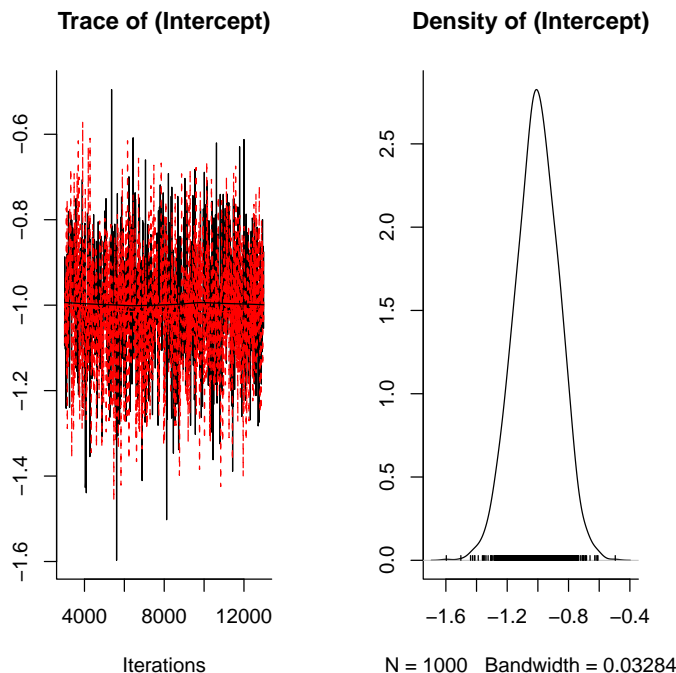 Trace of (Intercept)
−0.6
−0.8
−1.0
−1.2
−1.4
−1.6
4000 8000 12000
Iterations
Density of (Intercept)
2.5
2.0
1.5
1.0
0.5
0.0
−1.6 −1.2 −0.8 −0.4
N = 1000 Bandwidth = 0.03284